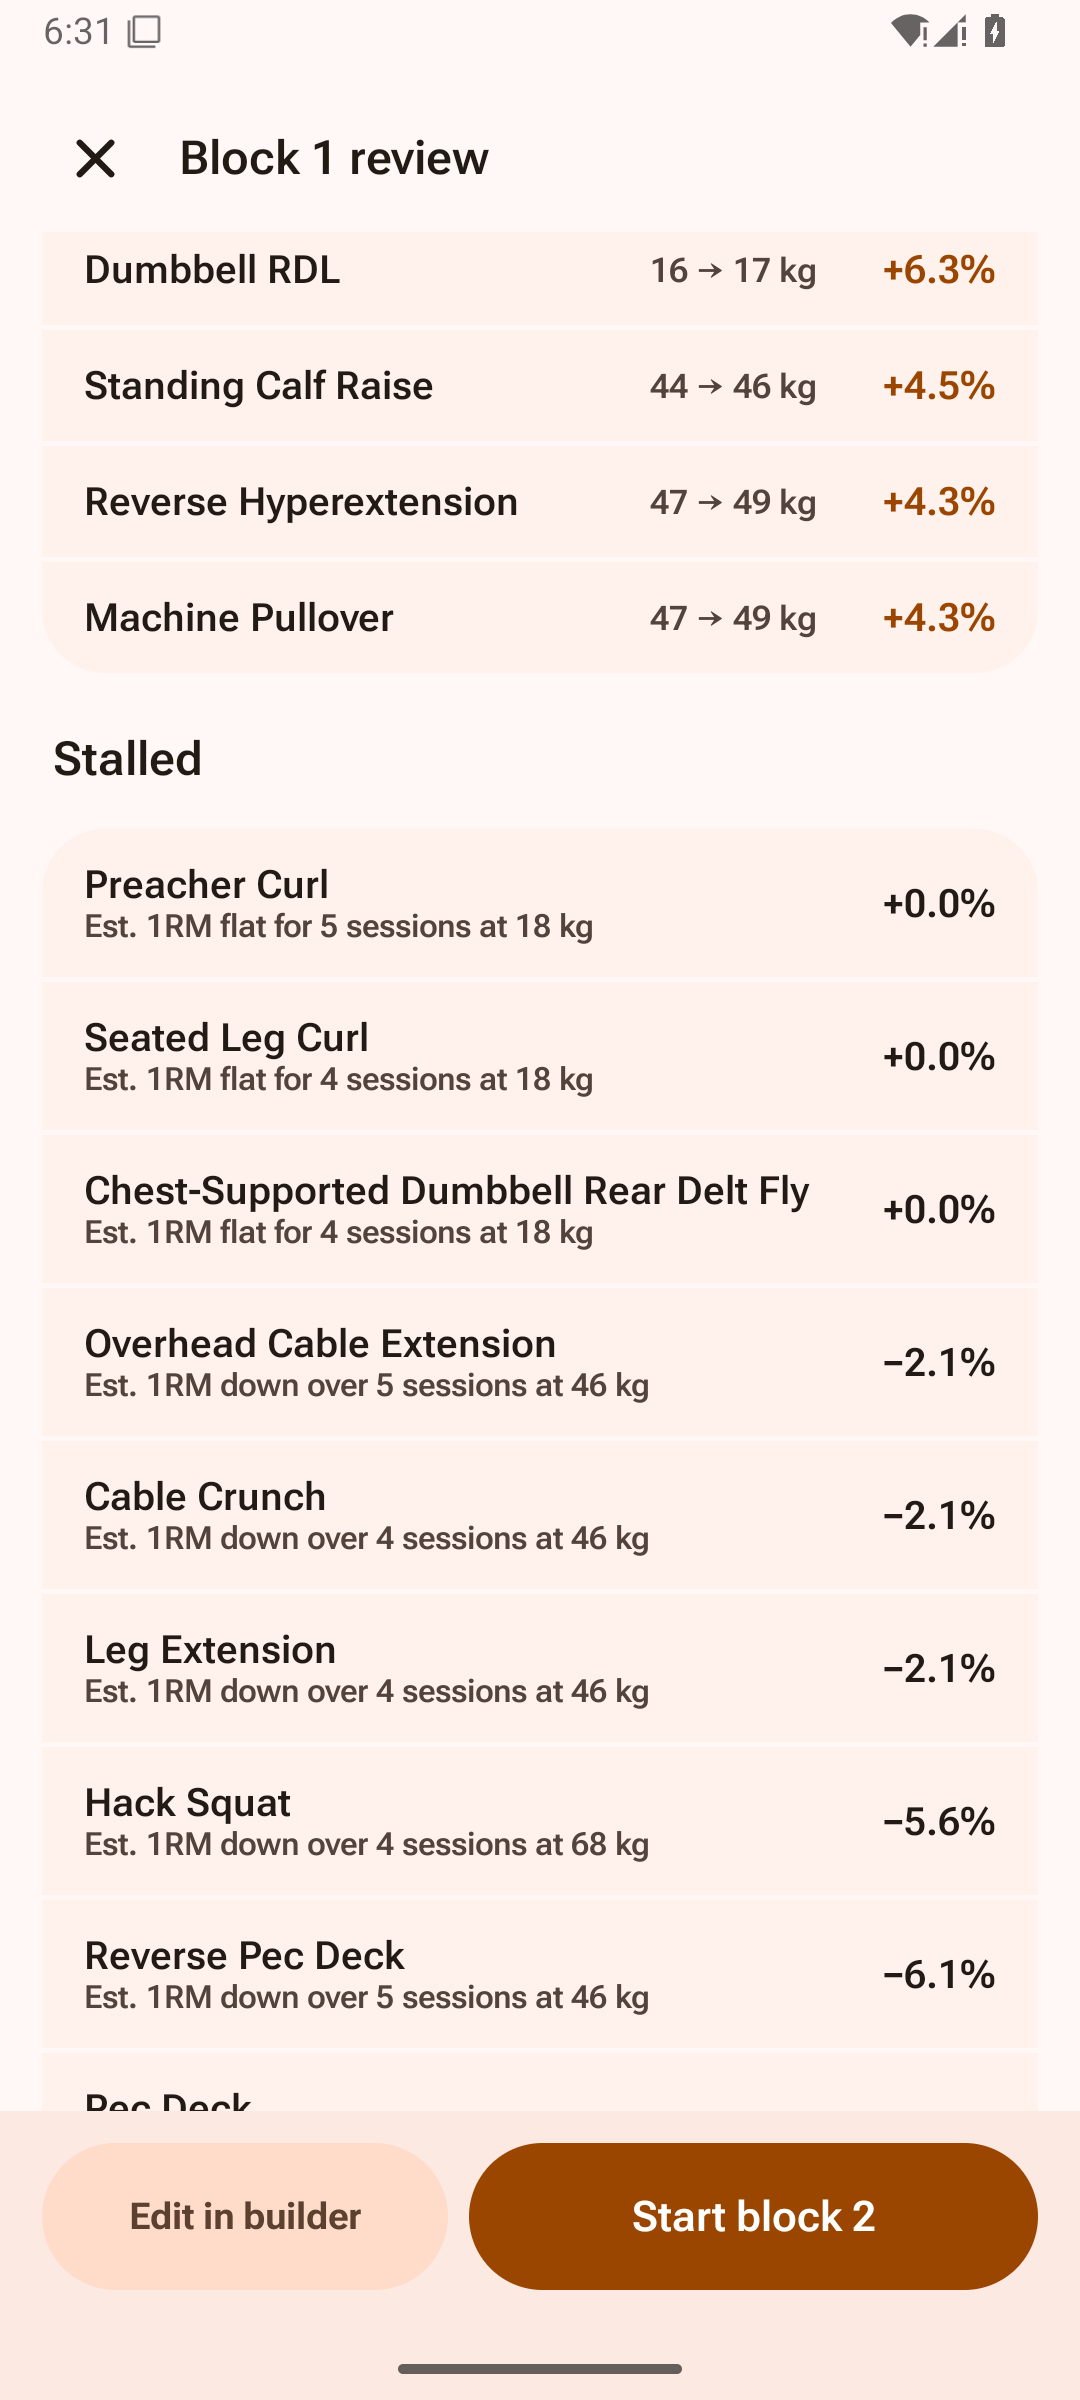 6:31
Block 1 review
Dumbbell RDL 16 → 17 kg +6.3%
Standing Calf Raise 44 → 46 kg +4.5%
Reverse Hyperextension 47 → 49 kg +4.3%
Machine Pullover 47 → 49 kg +4.3%
Stalled
Preacher Curl
Est. 1RM flat for 5 sessions at 18 kg
+0.0%
Seated Leg Curl
Est. 1RM flat for 4 sessions at 18 kg
+0.0%
Chest-Supported Dumbbell Rear Delt Fly
Est. 1RM flat for 4 sessions at 18 kg
+0.0%
Overhead Cable Extension
Est. 1RM down over 5 sessions at 46 kg
−2.1%
Cable Crunch
Est. 1RM down over 4 sessions at 46 kg
−2.1%
Leg Extension
Est. 1RM down over 4 sessions at 46 kg
−2.1%
Hack Squat
Est. 1RM down over 4 sessions at 68 kg
−5.6%
Reverse Pec Deck
Est. 1RM down over 5 sessions at 46 kg
−6.1%
Pec Deck
Edit in builder
Start block 2